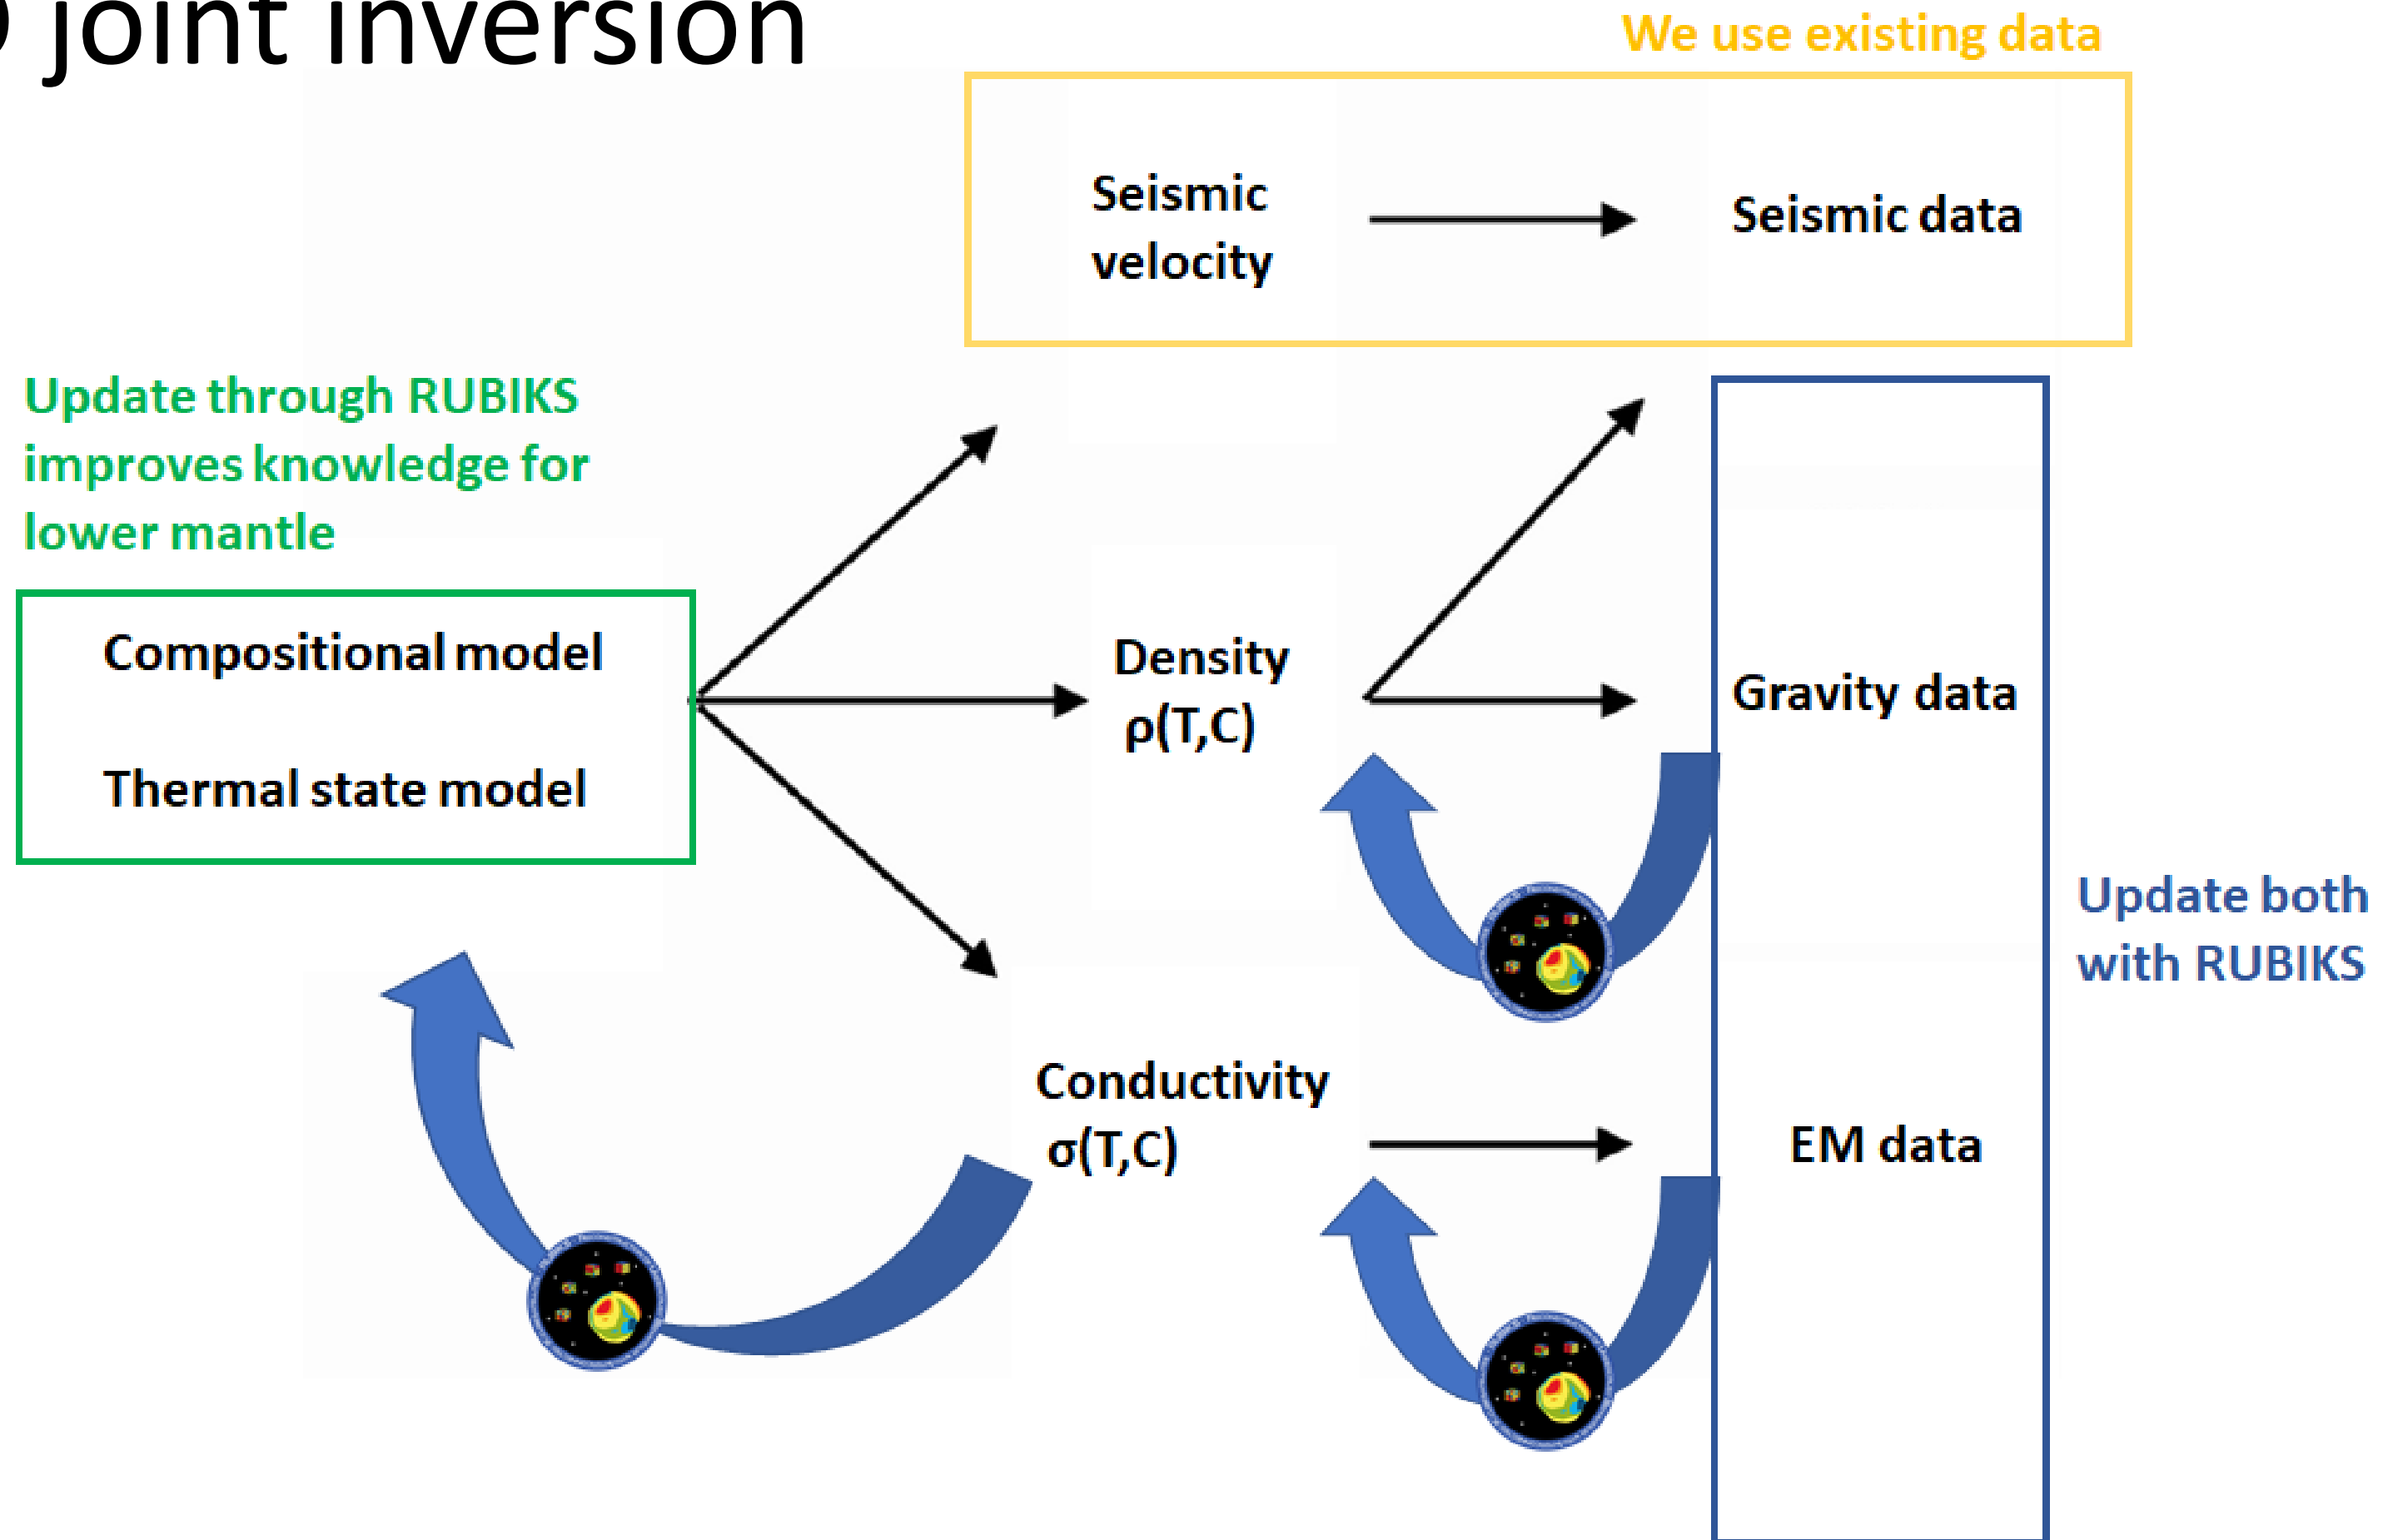 joint inversion
We use existing data
Seismic
velocity
Seismic data
Update through RUBIKS
improves knowledge for
lower mantle
Compositional model
Thermal state model
Density
ρ(T,C)
Gravity data
Update both
with RUBIKS
Conductivity
σ(T,C)
EM data